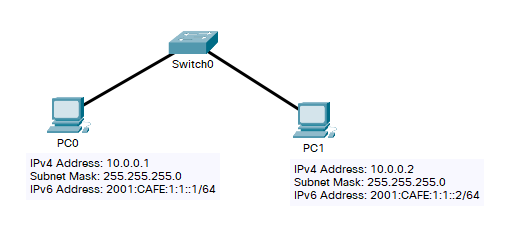 Switch0
PC0
IPv4 Address: 10.0.0.1
Subnet Mask: 255.255.255.0
IPv6 Address: 2001:CAFE:1:1::1/64
PC1
IPv4 Address: 10.0.0.2
Subnet Mask: 255.255.255.0
IPv6 Address: 2001:CAFE:1:1::2/64